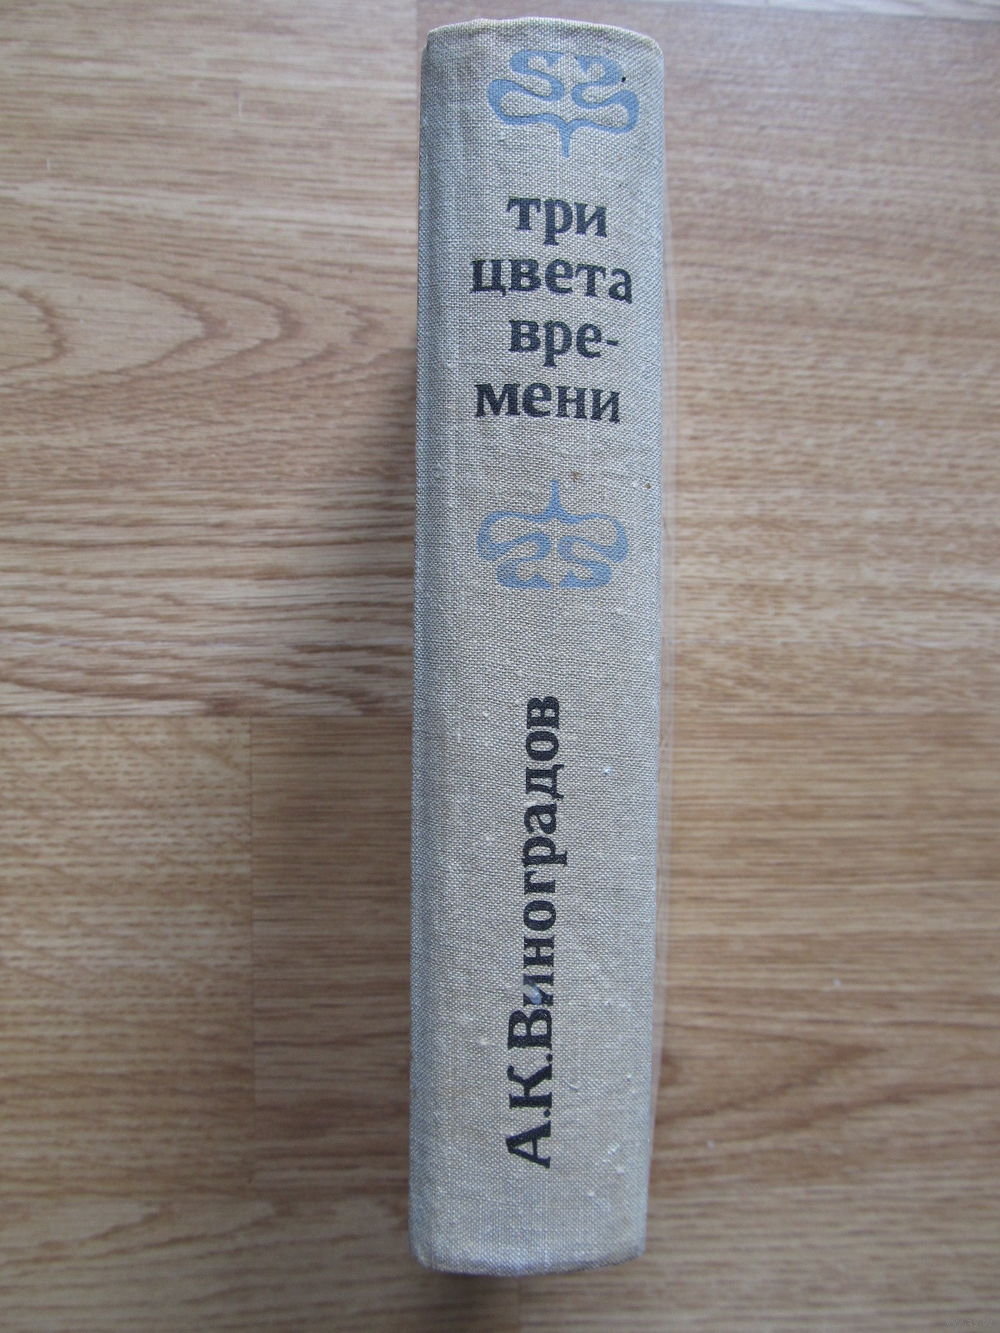 три
цвета
вре-
мени
А.К.Виноградов